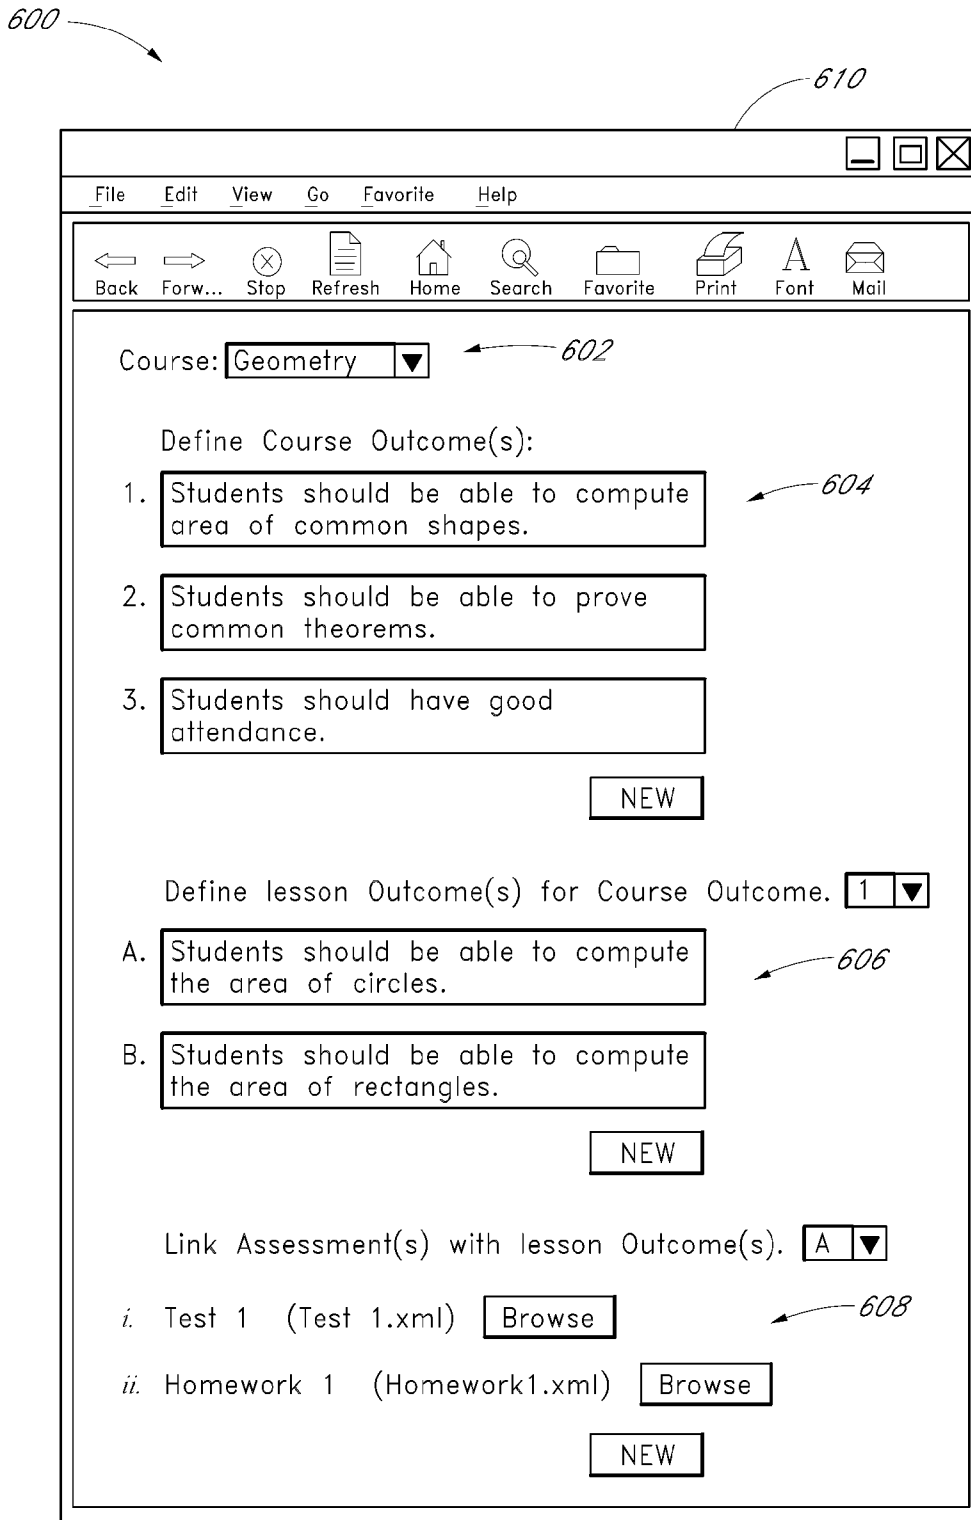 600
610
File Edit View Go Favorite Help
Back Forw... Stop Refresh Home Search Favorite Print A Font Mail
Course: Geometry 602
Define Course Outcome(s):
1. Students should be able to compute 604
area of common shapes.
2. Students should be able to prove
common theorems.
3. Students should have good
attendance.
NEW
Define lesson Outcome(s) for Course Outcome. 1
A. Students should be able to compute 606
the area of circles.
B. Students should be able to compute
the area of rectangles.
NEW
Link Assessment(s) with lesson Outcome(s). A
i. Test 1 (Test 1.xml) Browse 608
ii. Homework 1 (Homework1.xml) Browse
NEW